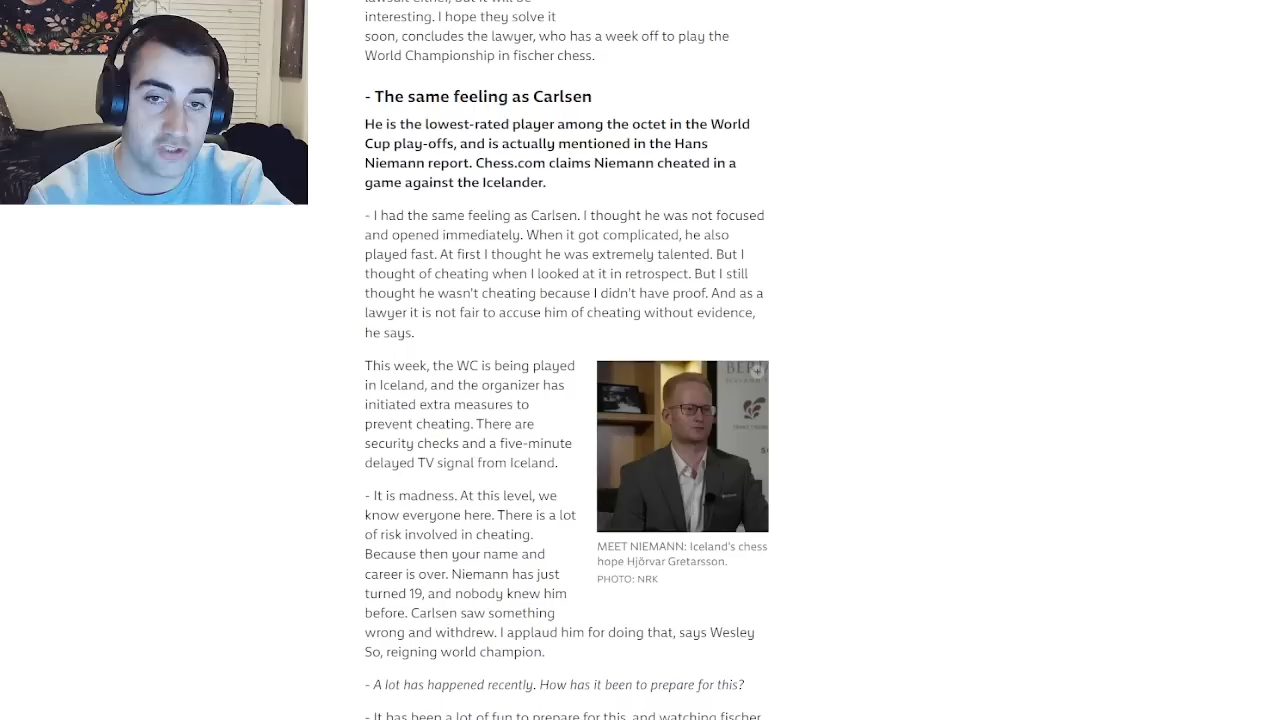 interesting. I hope they solve it
soon, concludes the lawyer, who has a week off to play the
World Championship in fischer chess.
- The same feeling as Carlsen
He is the lowest-rated player among the octet in the World
Cup play-offs, and is actually mentioned in the Hans
Niemann report. Chess.com claims Niemann cheated in a
game against the Icelander.
- I had the same feeling as Carlsen. I thought he was not focused
and opened immediately. When it got complicated, he also
played fast. At first I thought he was extremely talented. But I
thought of cheating when I looked at it in retrospect. But I still
thought he wasn't cheating because I didn't have proof. And as a
lawyer it is not fair to accuse him of cheating without evidence,
he says.
This week, the WC is being played
in Iceland, and the organizer has
initiated extra measures to
prevent cheating. There are
security checks and a five-minute
delayed TV signal from Iceland.
- It is madness. At this level, we
know everyone here. There is a lot
of risk involved in cheating.
Because then your name and
career is over. Niemann has just
turned 19, and nobody knew him
before. Carlsen saw something
wrong and withdrew. I applaud him for doing that, says Wesley
So, reigning world champion.
MEET NIEMANN: Iceland's chess
hope Hjörvar Gretarsson.
PHOTO: NRK
- A lot has happened recently. How has it been to prepare for this?
- It has been a lot of fun to prepare for this, and watching fischer